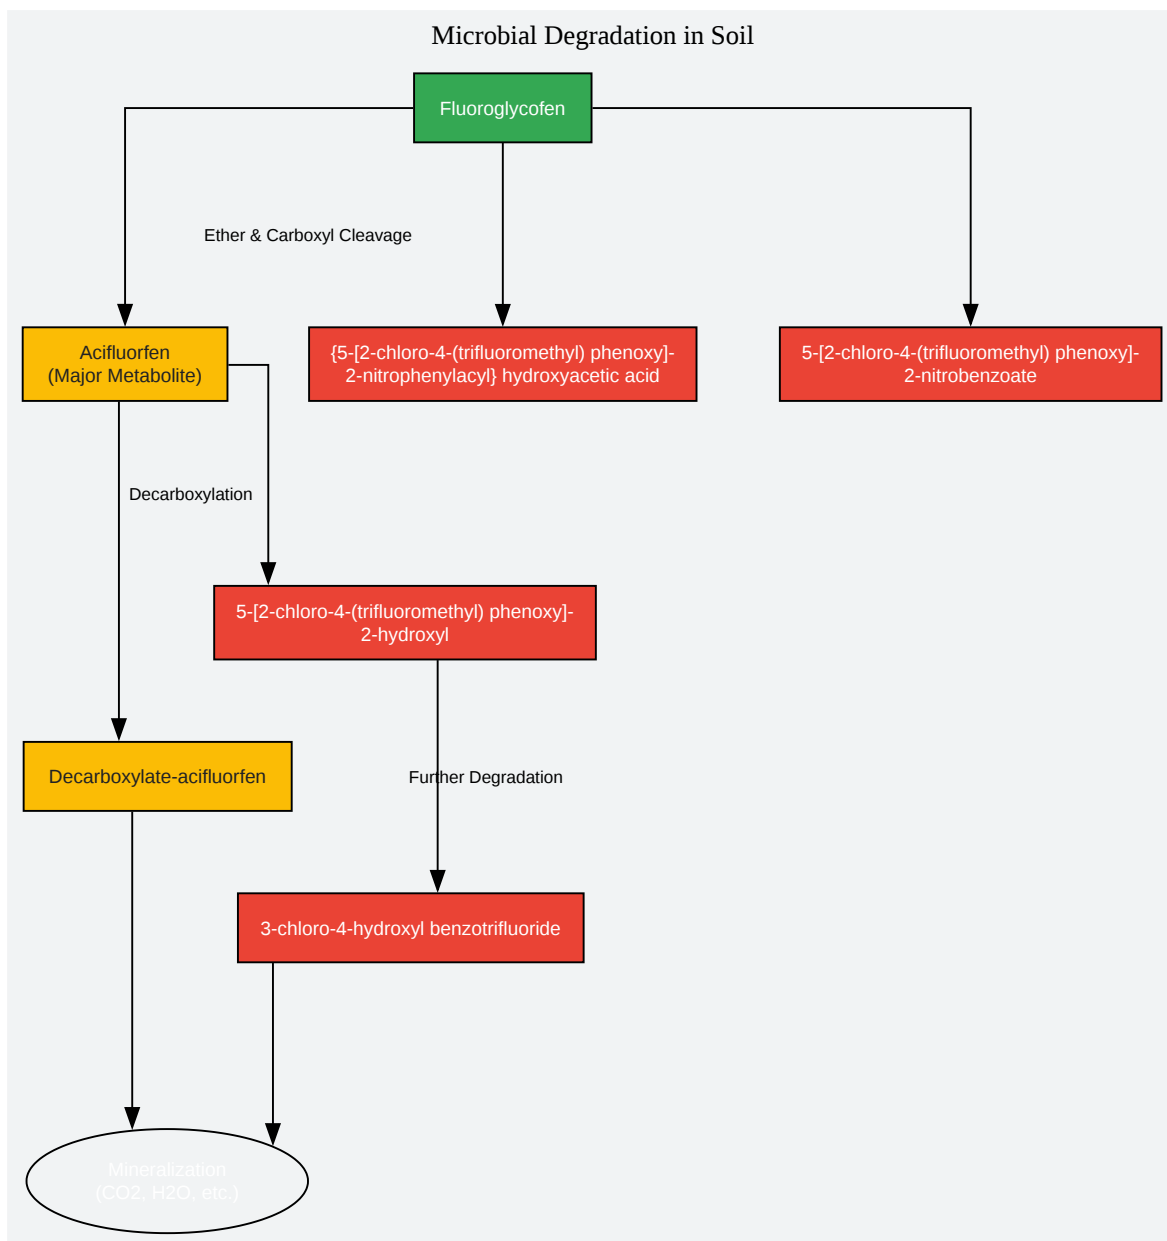 Microbial Degradation in Soil
Fluoroglycofen
Ether & Carboxyl Cleavage
Acifluorfen
(Major Metabolite)
{5-[2-chloro-4-(trifluoromethyl) phenoxy]-
2-nitrophenylacyl} hydroxyacetic acid
5-[2-chloro-4-(trifluoromethyl) phenoxy]-
2-nitrobenzoate
Decarboxylation
5-[2-chloro-4-(trifluoromethyl) phenoxy]-
2-hydroxyl
Decarboxylate-acifluorfen
Further Degradation
3-chloro-4-hydroxyl benzotrifluoride
Mineralization
(CO2, H2O, etc.)